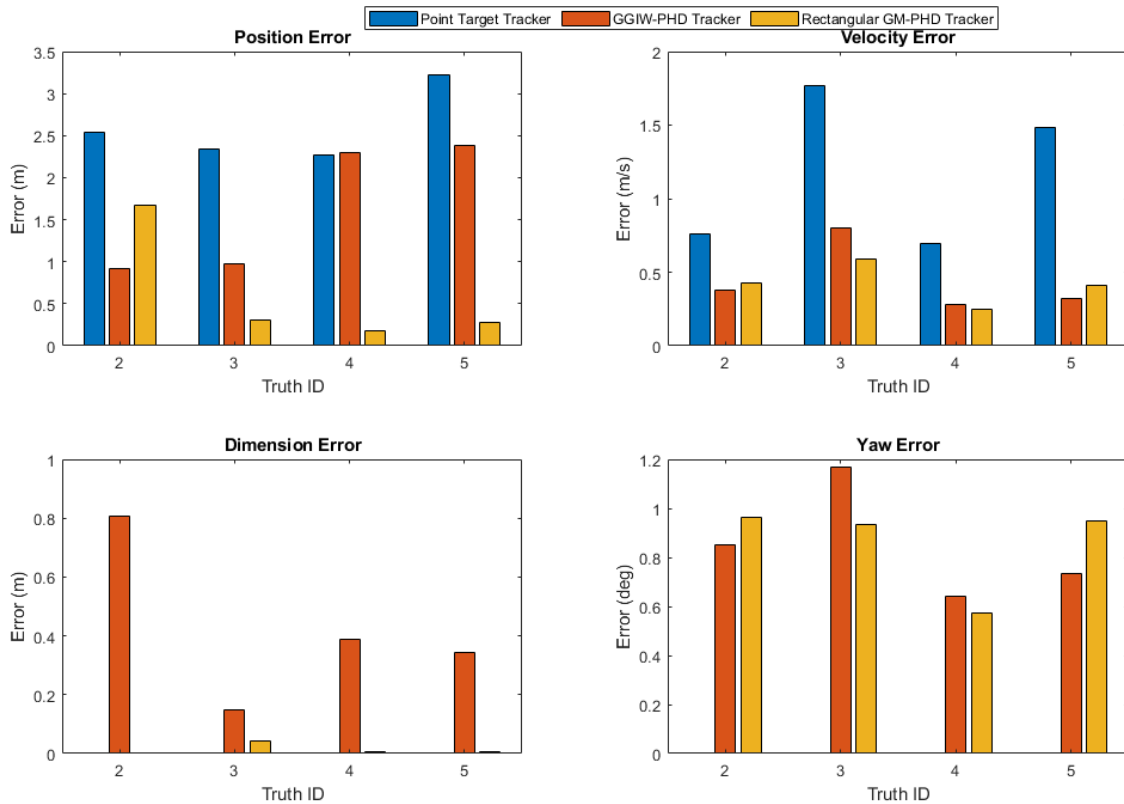 Point Target Tracker GGIW-PHD Tracker Rectangular GM-PHD Tracker
Position Error
3.5
3
2.5
2
1.5
1
0.5
0
Error (m)
2 3 4 5
Truth ID
Velocity Error
2
1.5
1
0.5
0
Error (m/s)
2 3 4 5
Truth ID
Dimension Error
1
0.8
0.6
0.4
0.2
0
Error (m)
2 3 4 5
Truth ID
Yaw Error
1.2
1
0.8
0.6
0.4
0.2
0
Error (deg)
2 3 4 5
Truth ID